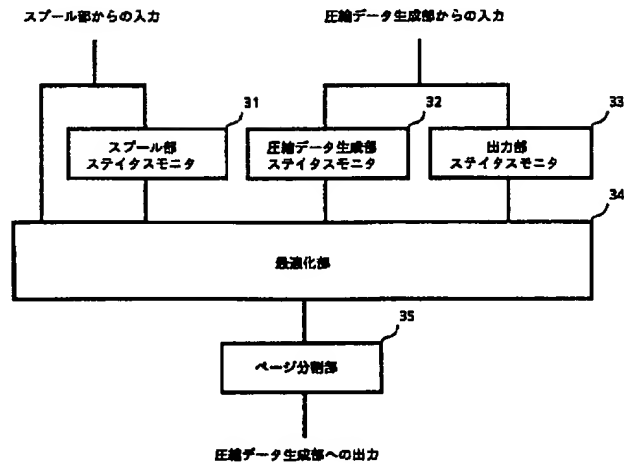 スプール部からの入力
圧縮データ生成部からの入力
31
32
33
スプール部
ステイタスモニタ
圧縮データ生成部
ステイタスモニタ
出力部
ステイタスモニタ
34
最適化部
35
ページ分割部
圧縮データ生成部への出力